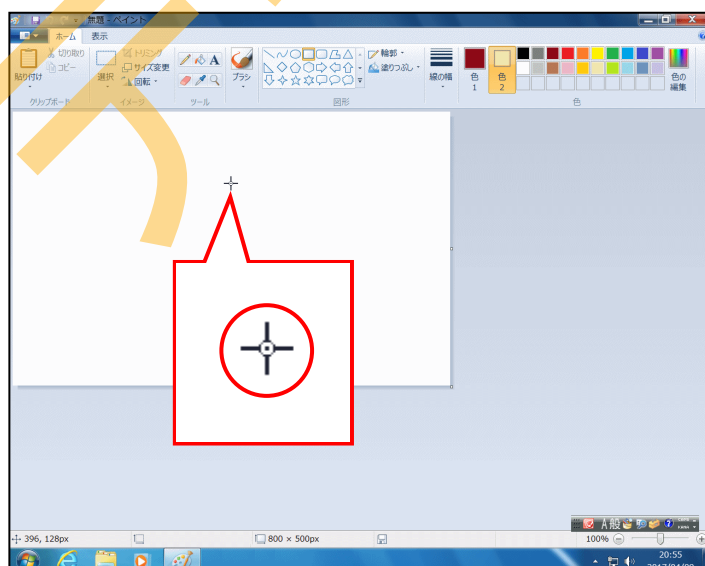 無題 - ペイント
ホーム 表示
貼り付け
切り取り
コピー
クリップボード
選択
トリミング
サイズ変更
回転
イメージ
A
ツール
ブラシ
輪郭
塗りつぶし
図形
線の幅
色
1
色
2
色の
編集
色
A 般
396, 128px
800 × 500px
100%
20:55